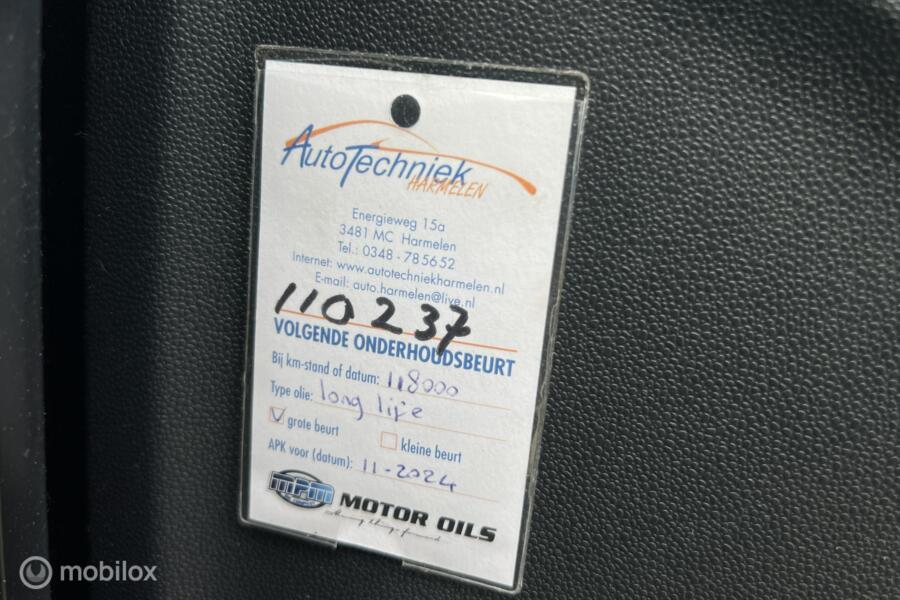 AutoTechniek
HARMELEN
Energieweg 15a
3481 MC Harmelen
Tel.: 0348 - 785652
Internet: www.autotechniekharmelen.nl
E-mail: auto.harmelen@live.nl
110237
VOLGENDE ONDERHOUDSBEURT
Bij km-stand of datum: 118000
Type olie: long life
grote beurt kleine beurt
APK voor (datum): 11-2024
mpm MOTOR OILS
mobilox